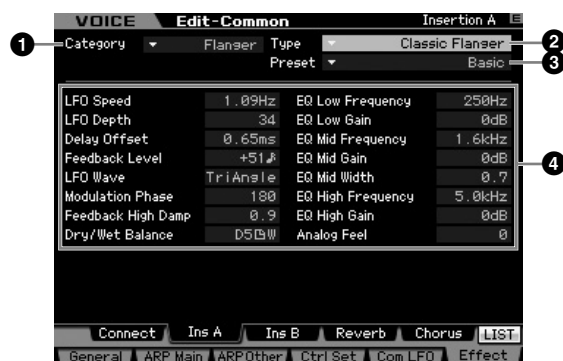 VOICE Edit-Common Insertion A E
1 Category Flanger Type Classic Flanger 2
Preset Basic 3
LFO Speed 1.09Hz EQ Low Frequency 250Hz
LFO Depth 34 EQ Low Gain 0dB
Delay Offset 0.65ms EQ Mid Frequency 1.6kHz
Feedback Level +51♪ EQ Mid Gain 0dB
LFO Wave TriAngle EQ Mid Width 0.7
Modulation Phase 180 EQ High Frequency 5.0kHz
Feedback High Damp 0.9 EQ High Gain 0dB
Dry/Wet Balance Analog Feel 0
4
Connect Ins A Ins B Reverb Chorus LIST
General ARP Main ARP Other Ctrl Set Com LFO Effect